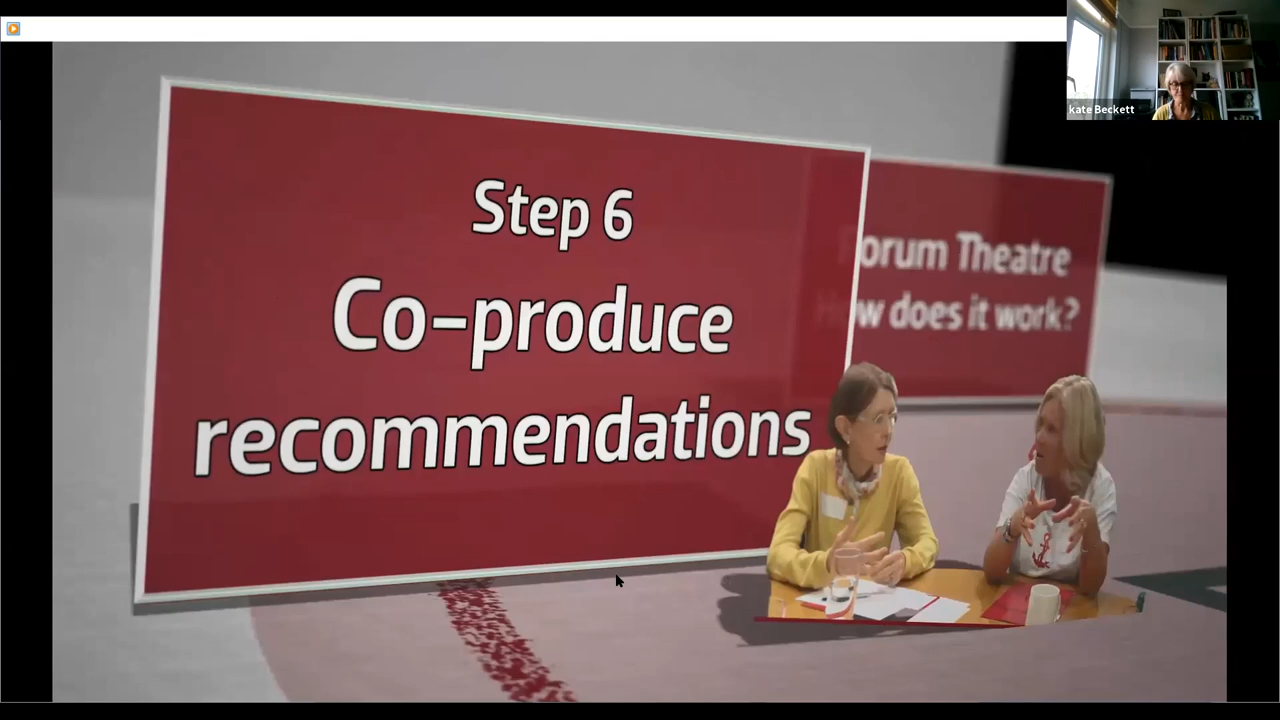 kate Beckett
Step 6
Co-produce
recommendations
orum Theatre
w does it work?